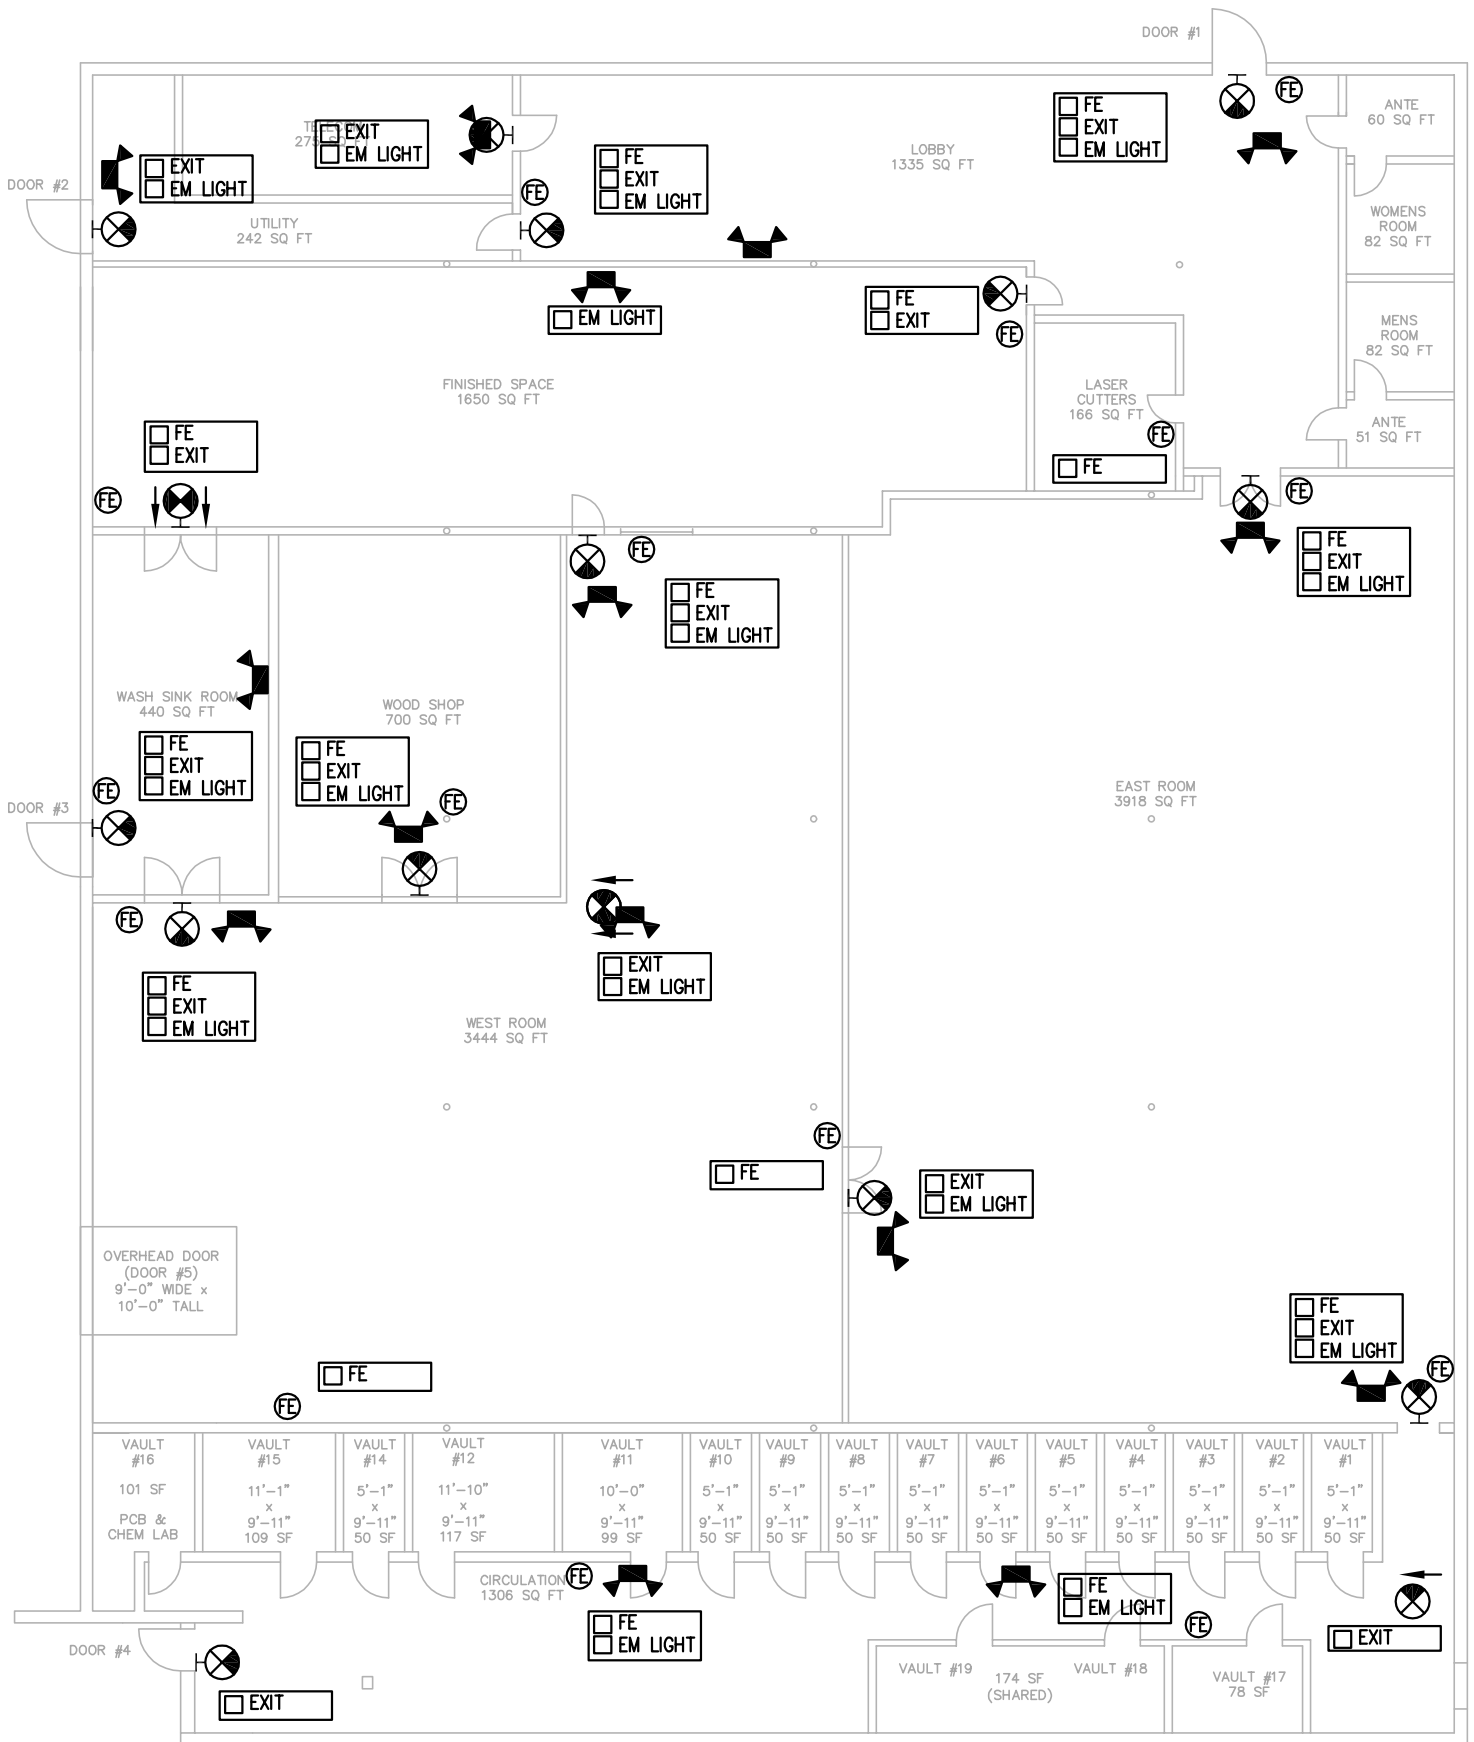 DOOR #1
FE
FE
EXIT
EM LIGHT
ANTE
60 SQ FT
TELECOM
275 SQ FT
EXIT
EM LIGHT
LOBBY
1335 SQ FT
FE
EXIT
EM LIGHT
EXIT
EM LIGHT
DOOR #2
FE
UTILITY
242 SQ FT
WOMENS
ROOM
82 SQ FT
EM LIGHT
FE
EXIT
FE
MENS
ROOM
82 SQ FT
FINISHED SPACE
1650 SQ FT
LASER
CUTTERS
166 SQ FT
FE
FE
ANTE
51 SQ FT
FE
EXIT
FE
FE
FE
EXIT
EM LIGHT
FE
FE
EXIT
EM LIGHT
WASH SINK ROOM
440 SQ FT
WOOD SHOP
700 SQ FT
FE
EXIT
EM LIGHT
FE
EXIT
EM LIGHT
FE
FE
DOOR #3
EAST ROOM
3918 SQ FT
FE
FE
EXIT
EM LIGHT
EXIT
EM LIGHT
WEST ROOM
3444 SQ FT
FE
FE
EXIT
EM LIGHT
OVERHEAD DOOR
(DOOR #5)
9'-0" WIDE x
10'-0" TALL
FE
EXIT
EM LIGHT
FE
FE
FE
VAULT
#16
101 SF
PCB &
CHEM LAB
VAULT
#15
11'-1"
x
9'-11"
109 SF
VAULT
#14
5'-1"
x
9'-11"
50 SF
VAULT
#12
11'-10"
x
9'-11"
117 SF
VAULT
#11
10'-0"
x
9'-11"
99 SF
VAULT
#10
5'-1"
x
9'-11"
50 SF
VAULT
#9
5'-1"
x
9'-11"
50 SF
VAULT
#8
5'-1"
x
9'-11"
50 SF
VAULT
#7
5'-1"
x
9'-11"
50 SF
VAULT
#6
5'-1"
x
9'-11"
50 SF
VAULT
#5
5'-1"
x
9'-11"
50 SF
VAULT
#4
5'-1"
x
9'-11"
50 SF
VAULT
#3
5'-1"
x
9'-11"
50 SF
VAULT
#2
5'-1"
x
9'-11"
50 SF
VAULT
#1
5'-1"
x
9'-11"
50 SF
CIRCULATION
1306 SQ FT
FE
FE
EM LIGHT
FE
EM LIGHT
FE
EXIT
DOOR #4
EXIT
VAULT #19
174 SF
(SHARED)
VAULT #18
VAULT #17
78 SF